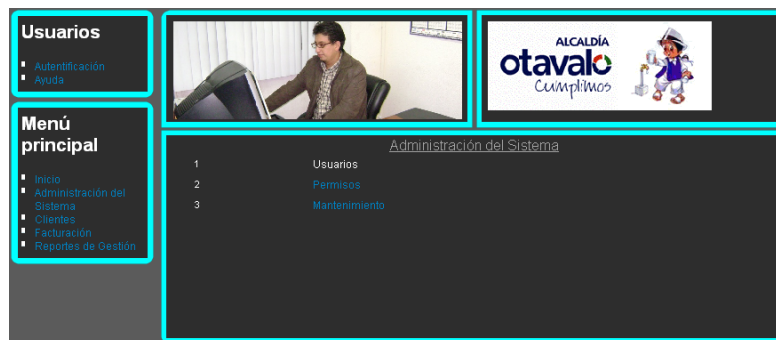 Usuarios
Autentificación
Ayuda
Menú
principal
Inicio
Administración del
Sistema
Clientes
Facturación
Reportes de Gestión
ALCALDÍA
otavalo
Cumplimos
Administración del Sistema
1 Usuarios
2 Permisos
3 Mantenimiento